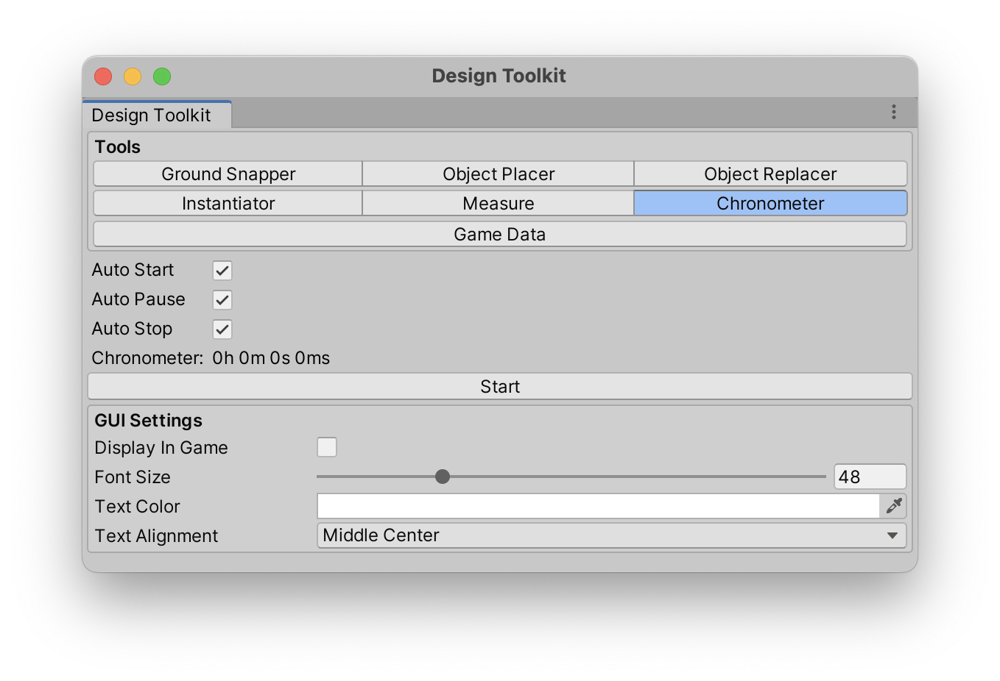 Design Toolkit
Design Toolkit
Tools
Ground Snapper Object Placer Object Replacer
Instantiator Measure Chronometer
Game Data
Auto Start
Auto Pause
Auto Stop
Chronometer: 0h 0m 0s 0ms
Start
GUI Settings
Display In Game
Font Size 48
Text Color
Text Alignment Middle Center